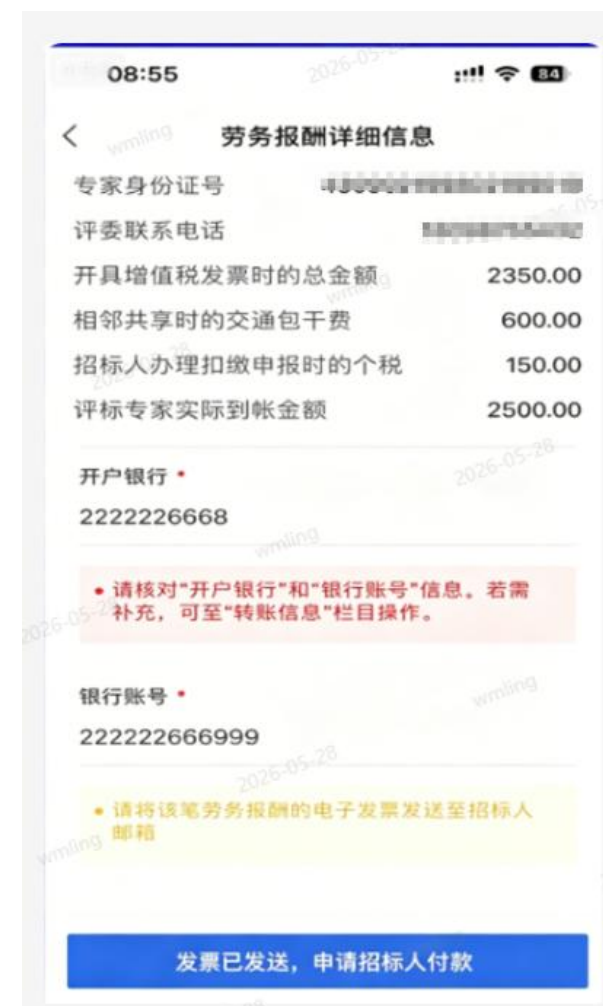 08:55
84
劳务报酬详细信息
专家身份证号
评委联系电话
开具增值税发票时的总金额 2350.00
相邻共享时的交通包干费 600.00
招标人办理扣缴申报时的个税 150.00
评标专家实际到帐金额 2500.00
开户银行 •
2222226668
• 请核对“开户银行”和“银行账号”信息。若需
补充，可至“转账信息”栏目操作。
银行账号 •
222222666999
• 请将该笔劳务报酬的电子发票发送至招标人
邮箱
发票已发送，申请招标人付款
wmling
2026-05-28